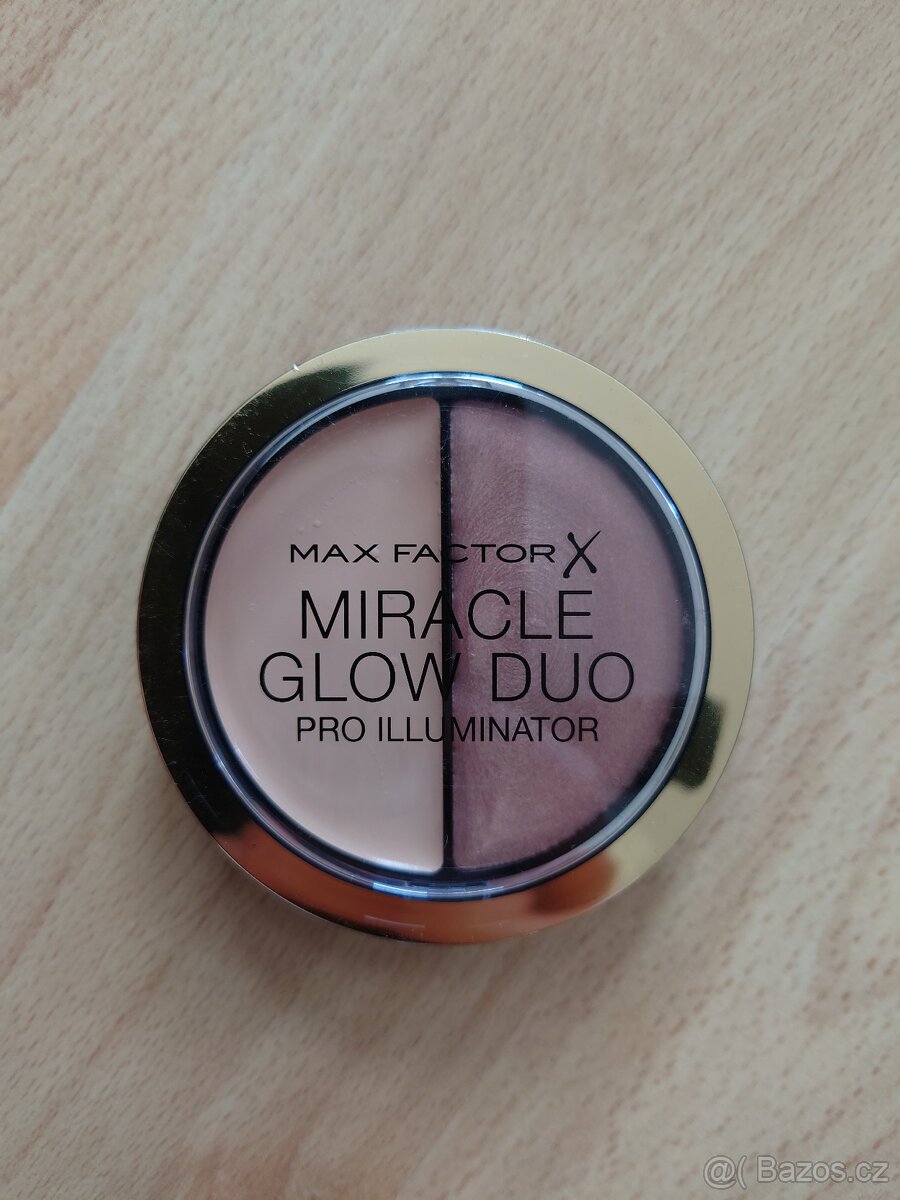 MAX FACTOR X
MIRACLE
GLOW DUO
PRO ILLUMINATOR
@( Bazos.cz